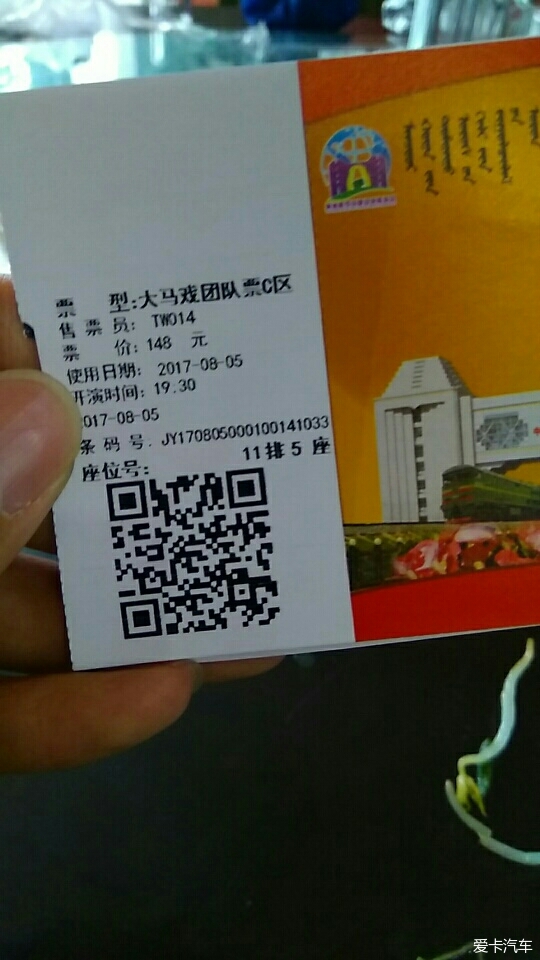 票 型:大马戏团队票C区
售票员: TW014
票 价:148 元
使用日期: 2017-08-05
开演时间: 19.30
2017-08-05
条码号. JY170805000100141033
座位号: 11排5座
爱卡汽车